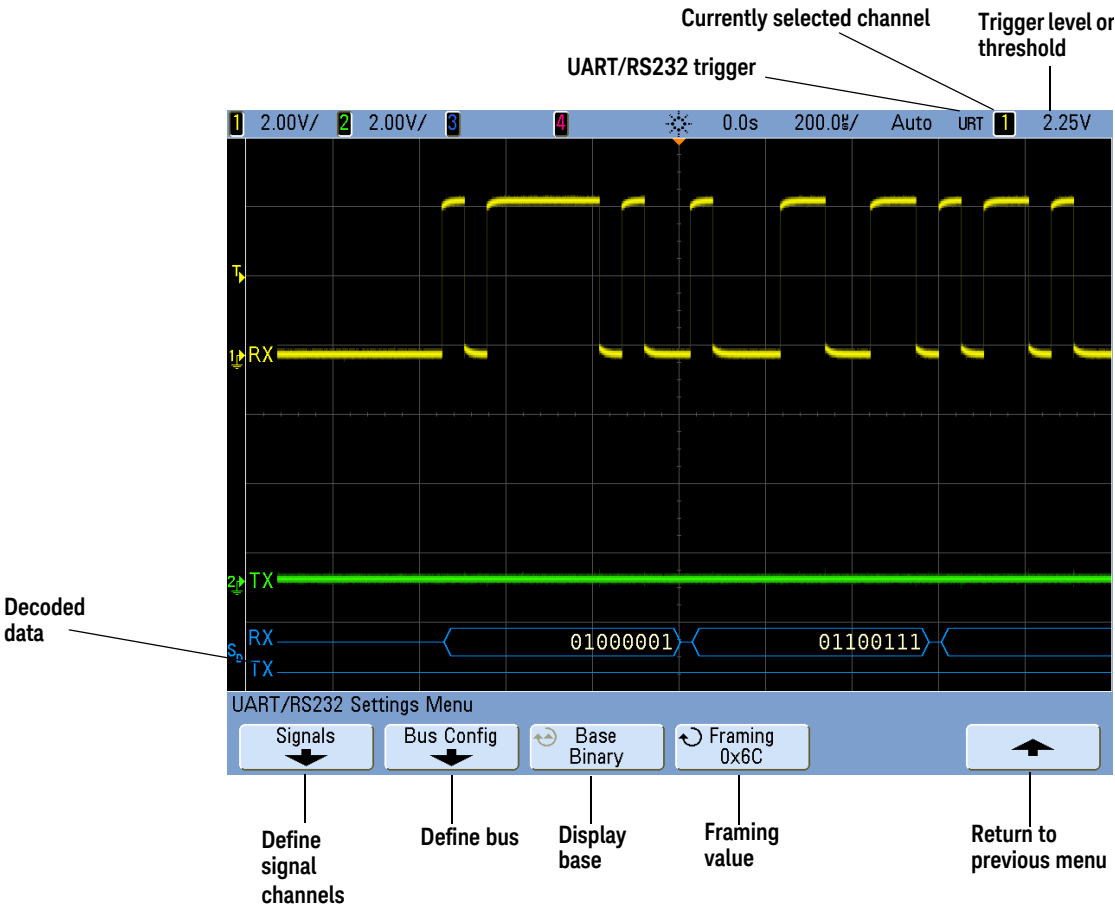 Currently selected channel
Trigger level or
threshold
UART/RS232 trigger
1 2.00V/ 2 2.00V/ 3 4 0.0s 200.0us/ Auto URT 1 2.25V
T
1 RX
2 TX
Decoded
data
RX 01000001 01100111
SD
TX
UART/RS232 Settings Menu
Signals
Bus Config
Base
Binary
Framing
0x6C
Define
signal
channels
Define bus
Display
base
Framing
value
Return to
previous menu